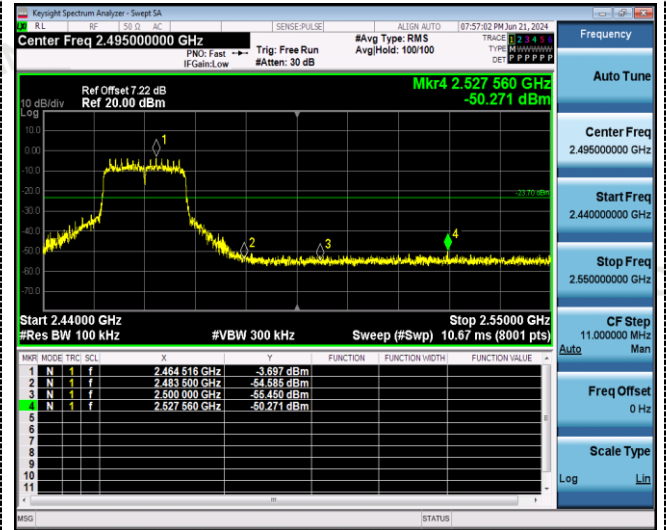 Keysight Spectrum Analyzer - Swept SA
RL RF 50 Ω AC SENSE:PULSE ALIGN AUTO 07:57:02 PM Jun 21, 2024
Center Freq 2.495000000 GHz #Avg Type: RMS TRACE 1 2 3 4 5 6
PNO: Fast Trig: Free Run Avg|Hold: 100/100 TYPE M W W W W W
IFGain:Low #Atten: 30 dB DET P P P P P P
Mkr4 2.527 560 GHz
-50.271 dBm
Ref Offset 7.22 dB
10 dB/div Ref 20.00 dBm
Log
10.0
0.00
-10.0
-20.0
-30.0
-40.0
-50.0
-60.0
-70.0
1
2
3
4
-23.70 dBm
Start 2.44000 GHz Stop 2.55000 GHz
#Res BW 100 kHz #VBW 300 kHz Sweep (#Swp) 10.67 ms (8001 pts)
MKR MODE TRC SCL X Y FUNCTION FUNCTION WIDTH FUNCTION VALUE
1 N 1 f 2.464 516 GHz -3.697 dBm
2 N 1 f 2.483 500 GHz -54.585 dBm
3 N 1 f 2.500 000 GHz -55.450 dBm
4 N 1 f 2.527 560 GHz -50.271 dBm
5
6
7
8
9
10
11
MSG STATUS
Frequency
Auto Tune
Center Freq
2.495000000 GHz
Start Freq
2.440000000 GHz
Stop Freq
2.550000000 GHz
CF Step
11.000000 MHz
Auto Man
Freq Offset
0 Hz
Scale Type
Log Lin